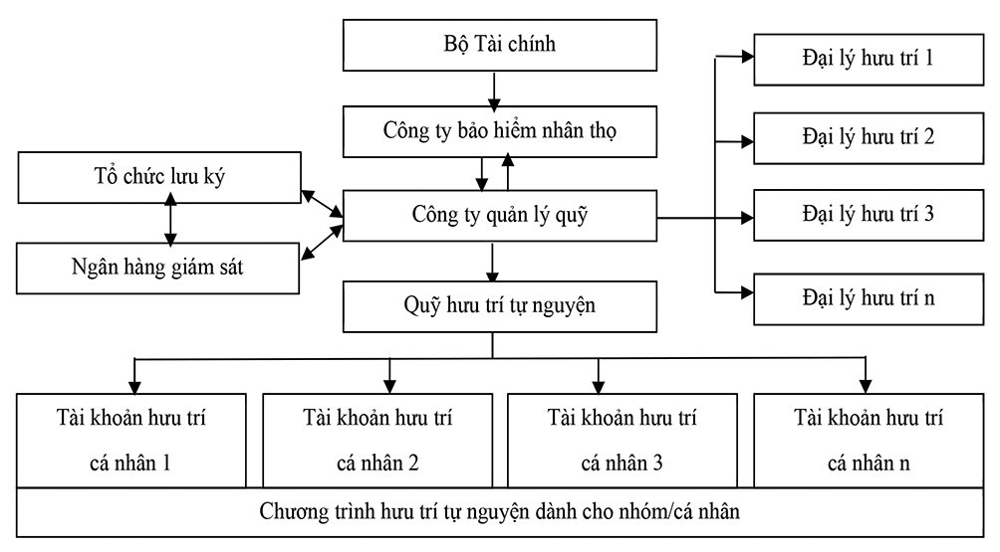 Bộ Tài chính
Công ty bảo hiểm nhân thọ
Công ty quản lý quỹ
Quỹ hưu trí tự nguyện
Tổ chức lưu ký
Ngân hàng giám sát
Đại lý hưu trí 1
Đại lý hưu trí 2
Đại lý hưu trí 3
Đại lý hưu trí n
Tài khoản hưu trí
cá nhân 1
Tài khoản hưu trí
cá nhân 2
Tài khoản hưu trí
cá nhân 3
Tài khoản hưu trí
cá nhân n
Chương trình hưu trí tự nguyện dành cho nhóm/cá nhân